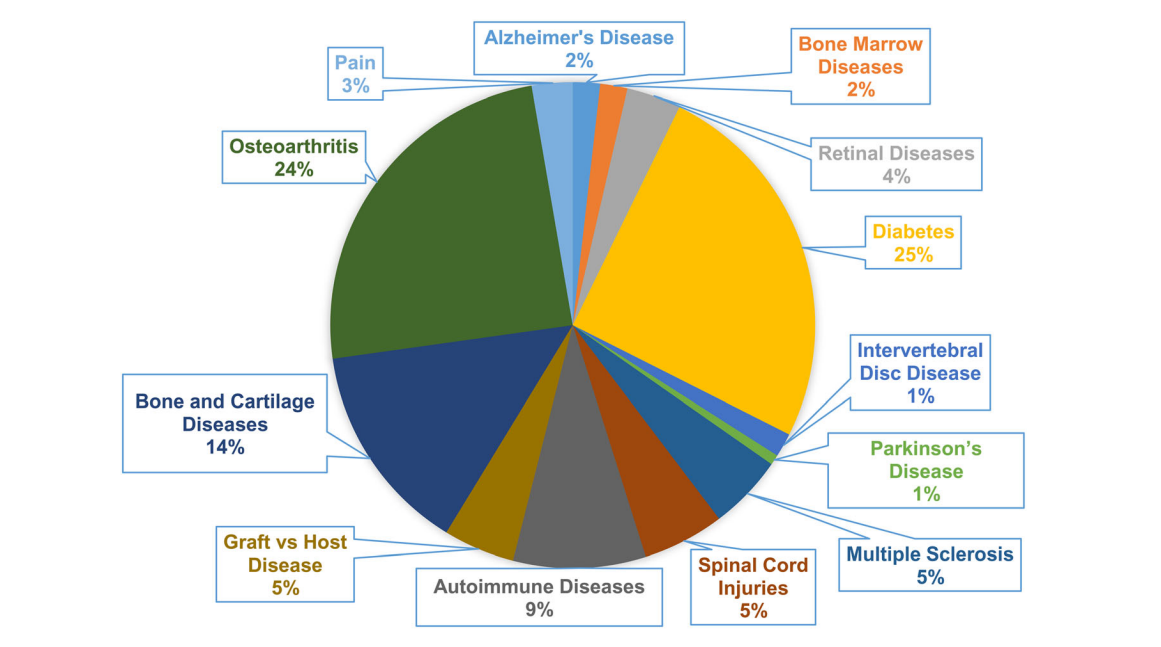 Alzheimer's Disease
2%
Bone Marrow
Diseases
2%
Pain
3%
Osteoarthritis
24%
Retinal Diseases
4%
Diabetes
25%
Intervertebral
Disc Disease
1%
Bone and Cartilage
Diseases
14%
Parkinson’s
Disease
1%
Graft vs Host
Disease
5%
Autoimmune Diseases
9%
Spinal Cord
Injuries
5%
Multiple Sclerosis
5%